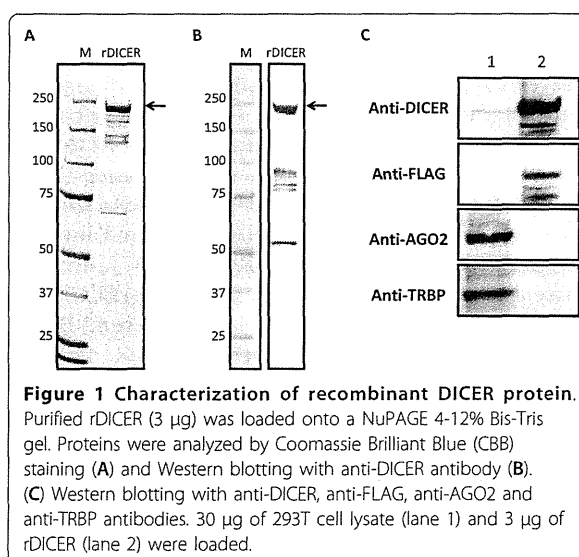 A
B
C
M rDICER
M rDICER
1 2
250
150
100
75
50
37
25
250
150
100
75
50
37
25
Anti-DICER
Anti-FLAG
Anti-AGO2
Anti-TRBP
Figure 1 Characterization of recombinant DICER protein.
Purified rDICER (3 μg) was loaded onto a NuPAGE 4-12% Bis-Tris
gel. Proteins were analyzed by Coomassie Brilliant Blue (CBB)
staining (A) and Western blotting with anti-DICER antibody (B).
(C) Western blotting with anti-DICER, anti-FLAG, anti-AGO2 and
anti-TRBP antibodies. 30 μg of 293T cell lysate (lane 1) and 3 μg of
rDICER (lane 2) were loaded.